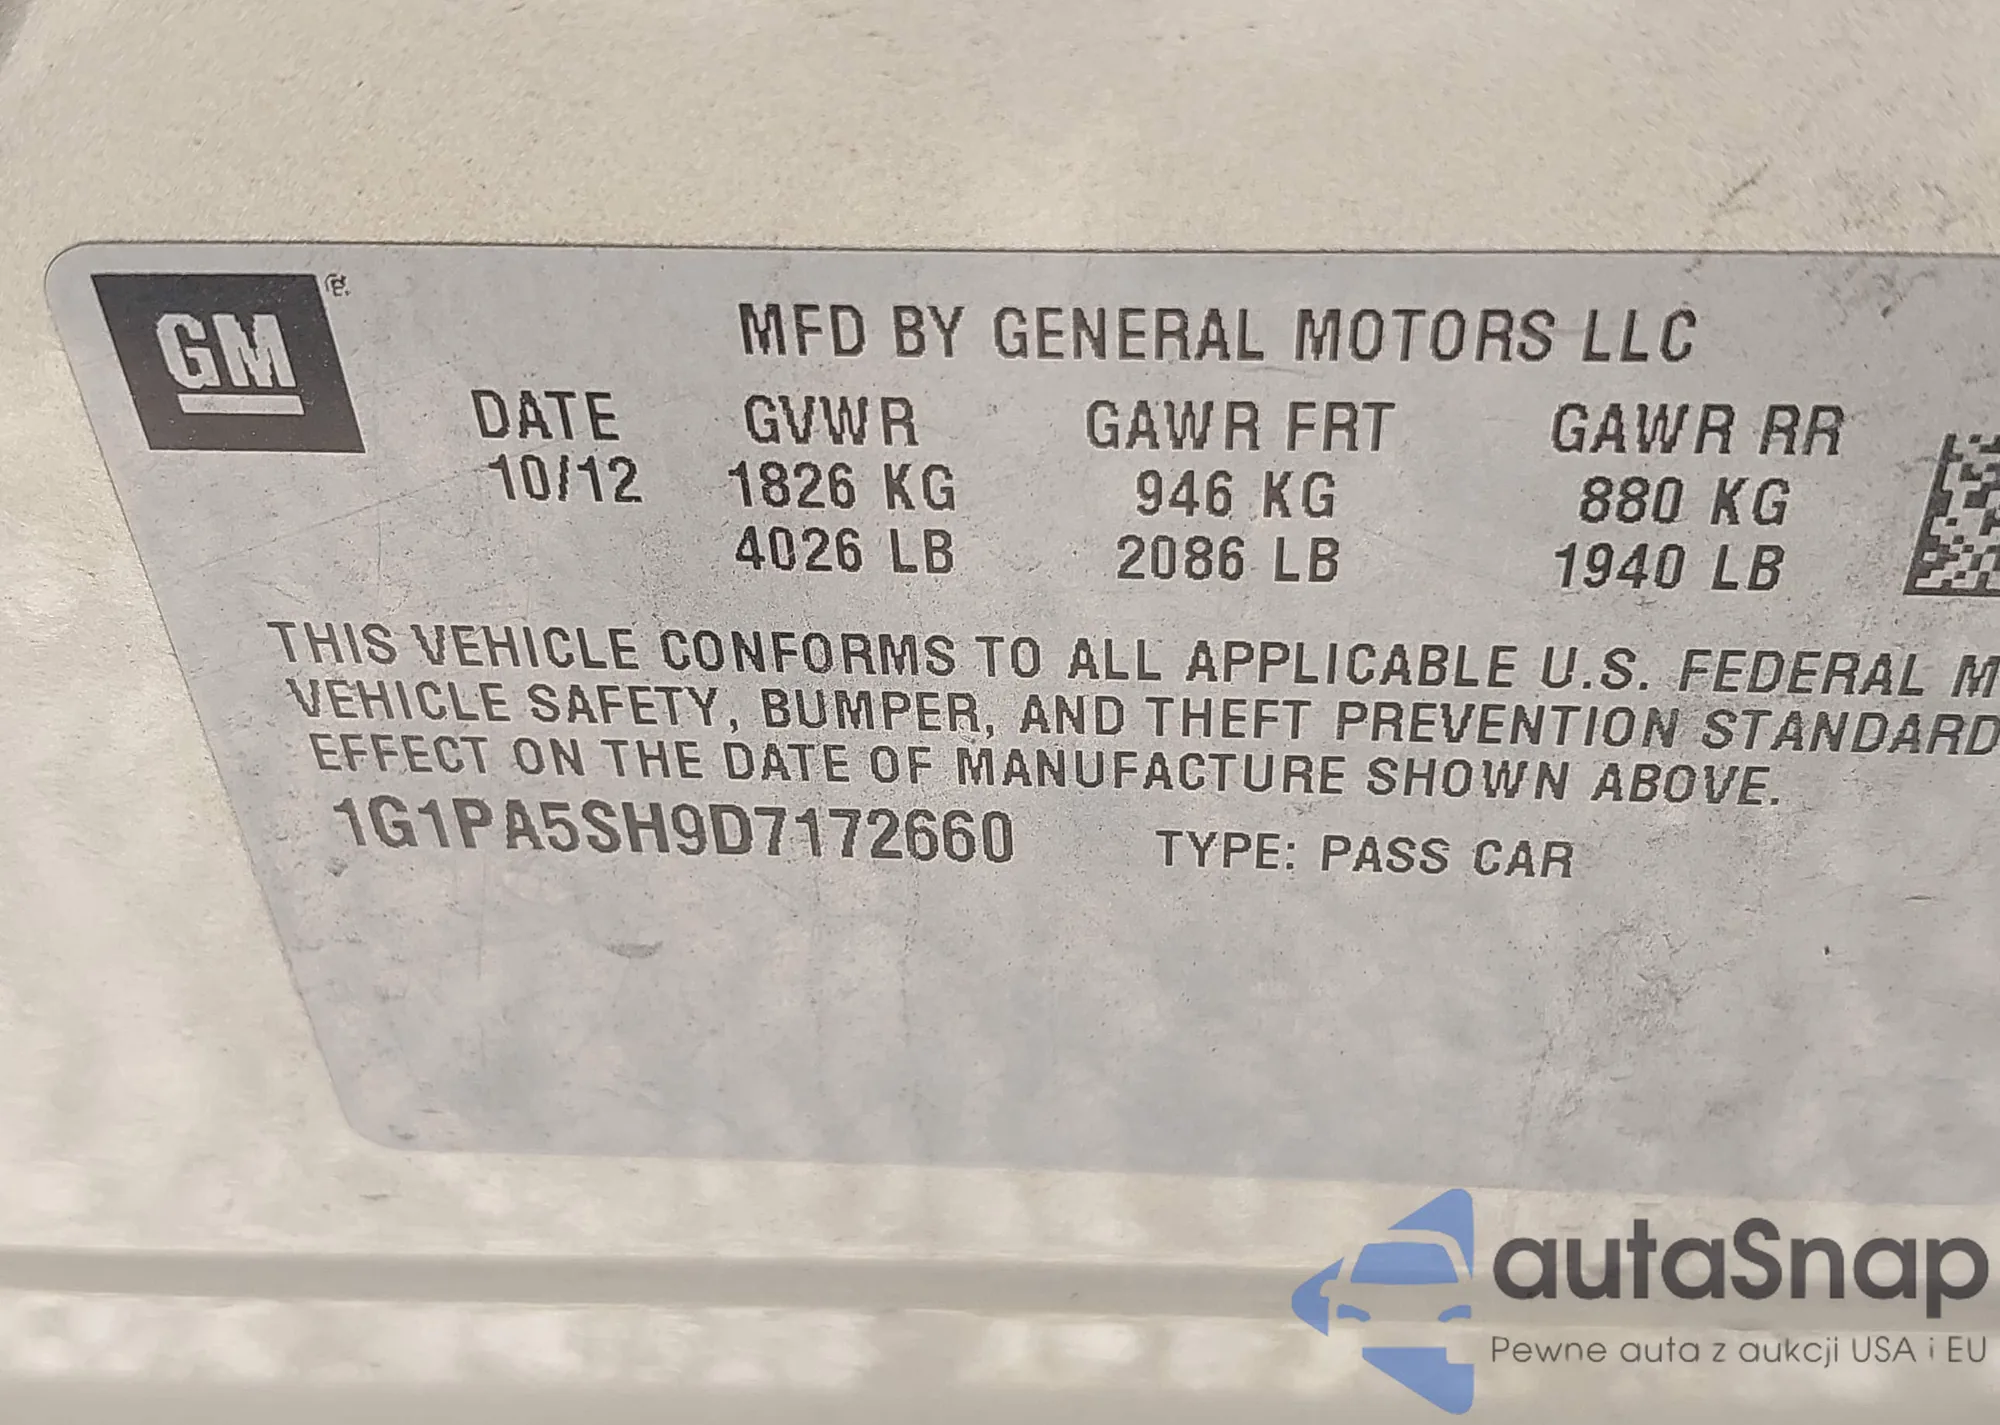 GM
MFD BY GENERAL MOTORS LLC
DATE GVWR GAWR FRT GAWR RR
10/12 1826 KG 946 KG 880 KG
4026 LB 2086 LB 1940 LB
THIS VEHICLE CONFORMS TO ALL APPLICABLE U.S. FEDERAL M
VEHICLE SAFETY, BUMPER, AND THEFT PREVENTION STANDARD
EFFECT ON THE DATE OF MANUFACTURE SHOWN ABOVE.
1G1PA5SH9D7172660 TYPE: PASS CAR
autaSnap
Pewne auta z aukcji USA i EU